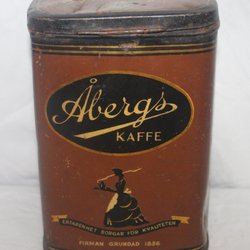 Åbergs
KAFFE
ERFARENHET BORGAR FÖR KVALITETEN
FIRMAN GRUNDAD 1856